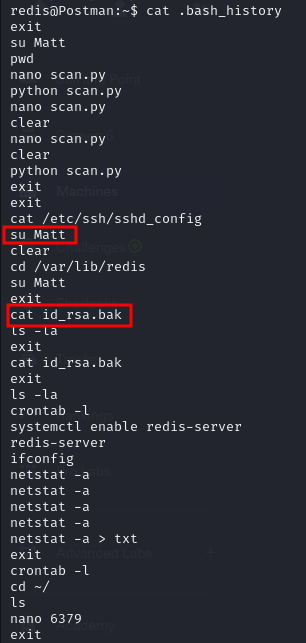 redis@Postman:~$ cat .bash_history
exit
su Matt
pwd
nano scan.py
python scan.py
nano scan.py
clear
nano scan.py
clear
python scan.py
exit
exit
cat /etc/ssh/sshd_config
su Matt
clear
cd /var/lib/redis
su Matt
exit
cat id_rsa.bak
ls -la
exit
cat id_rsa.bak
exit
ls -la
crontab -l
systemctl enable redis-server
redis-server
ifconfig
netstat -a
netstat -a
netstat -a
netstat -a
netstat -a > txt
exit
crontab -l
cd ~/
ls
nano 6379
exit